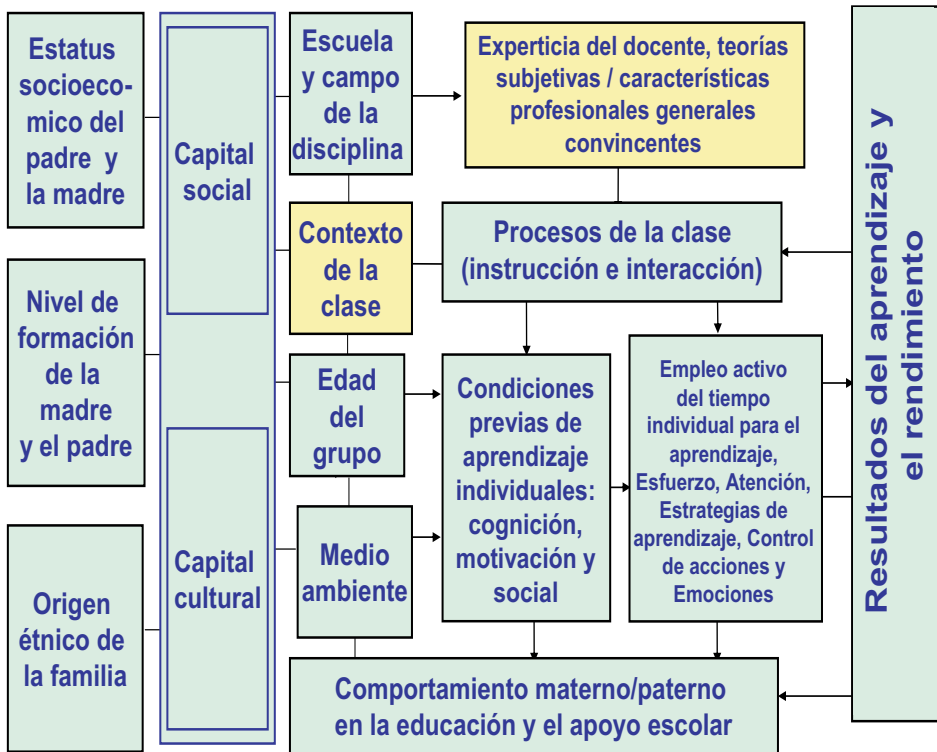 Estatus
socioeco-
mico del
padre y
la madre
Nivel de
formación
de la
madre
y el padre
Origen
étnico de
la familia
Capital
social
Capital
cultural
Escuela
y campo
de la
disciplina
Contexto
de la
clase
Edad
del
grupo
Medio
ambiente
Experticia del docente, teorías
subjetivas / características
profesionales generales
convincentes
Procesos de la clase
(instrucción e interacción)
Condiciones
previas de
aprendizaje
individuales:
cognición,
motivación y
social
Empleo activo
del tiempo
individual para el
aprendizaje,
Esfuerzo, Atención,
Estrategias de
aprendizaje, Control
de acciones y
Emociones
Comportamiento materno/paterno
en la educación y el apoyo escolar
Resultados del aprendizaje y
el rendimiento